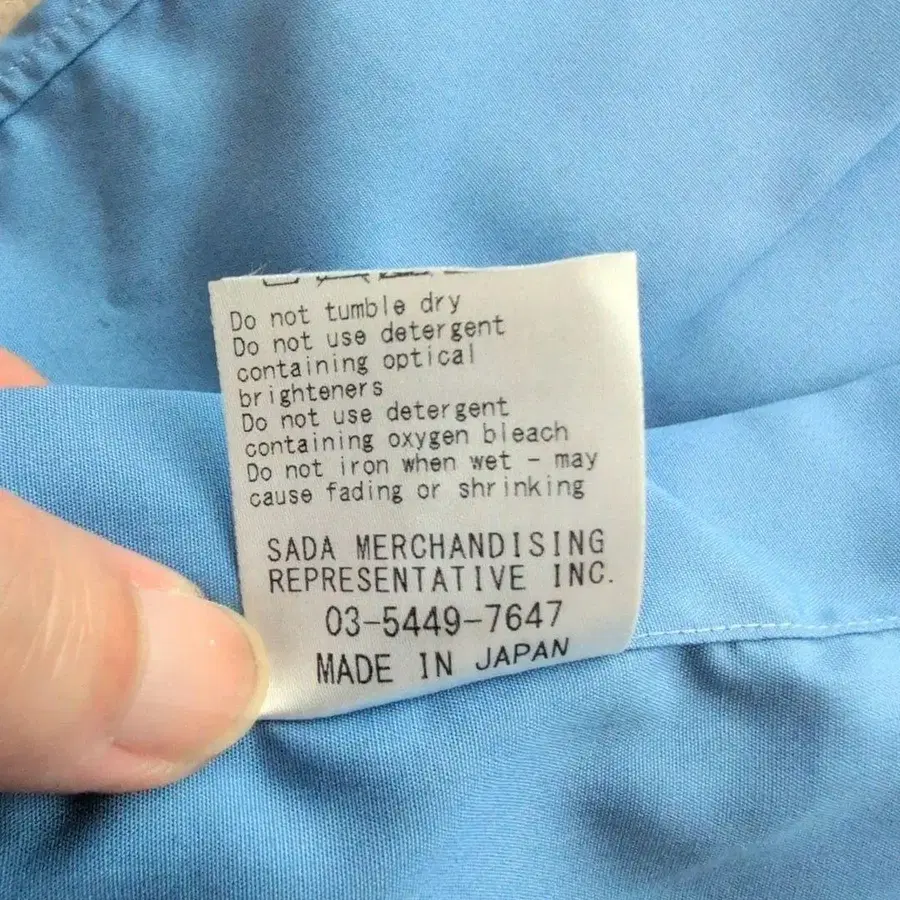 Do not tumble dry
Do not use detergent
containing optical
brighteners
Do not use detergent
containing oxygen bleach
Do not iron when wet - may
cause fading or shrinking
SADA MERCHANDISING
REPRESENTATIVE INC.
03-5449-7647
MADE IN JAPAN